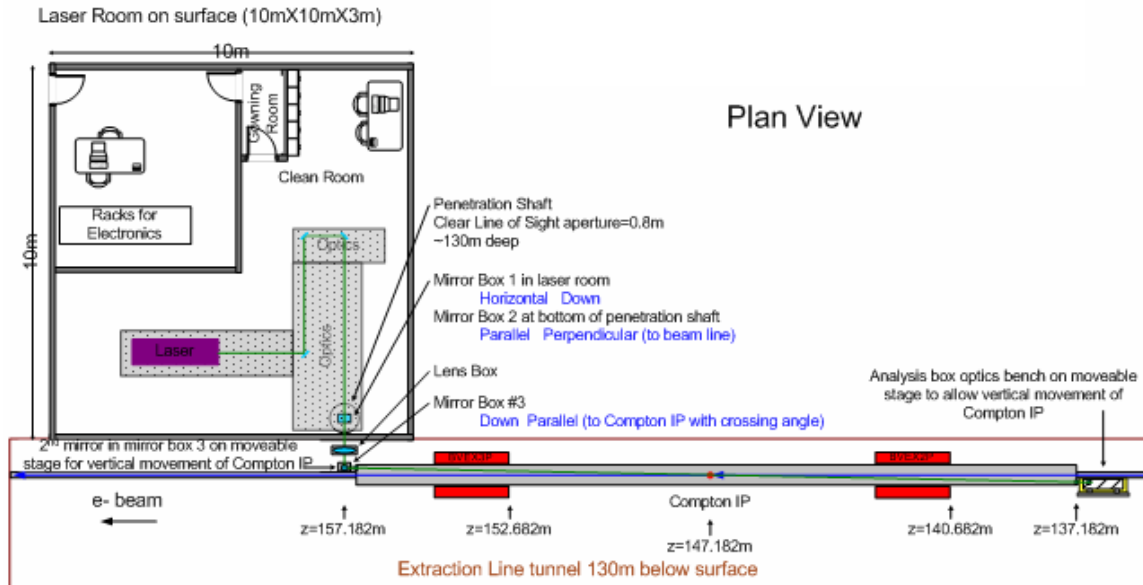 Laser Room on surface (10mX10mX3m)
10m
10m
Gowning
Room
Clean Room
Racks for
Electronics
Optics
Optics
Laser
Plan View
Penetration Shaft
Clear Line of Sight aperture=0.8m
~130m deep
Mirror Box 1 in laser room
Horizontal Down
Mirror Box 2 at bottom of penetration shaft
Parallel Perpendicular (to beam line)
Lens Box
Mirror Box #3
Down Parallel (to Compton IP with crossing angle)
Analysis box optics bench on moveable
stage to allow vertical movement of
Compton IP
2nd mirror in mirror box 3 on moveable
stage for vertical movement of Compton IP
BVEX3P
BVEX2P
e- beam
Compton IP
z=157.182m
z=152.682m
z=147.182m
z=140.682m
z=137.182m
Extraction Line tunnel 130m below surface